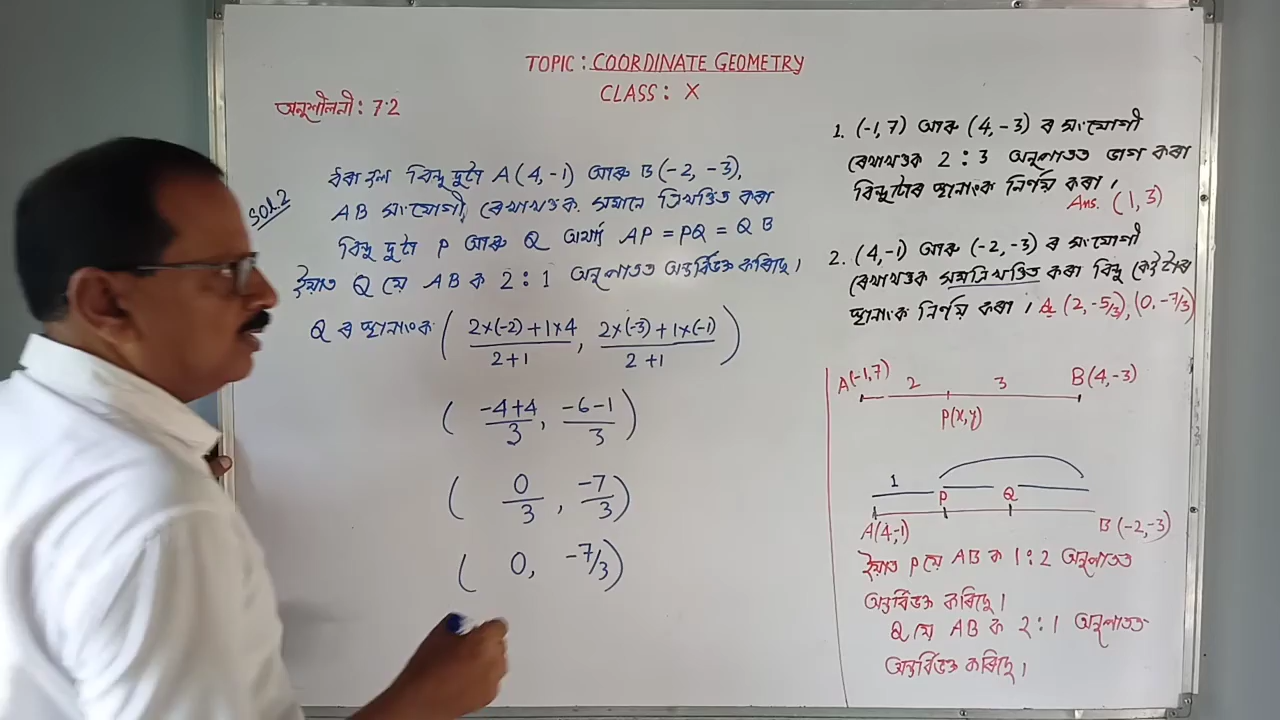 TOPIC: COORDINATE GEOMETRY
CLASS: X
অনুশীলনী: 7.2
SOL.2
ধৰা হ'ল বিন্দু দুটা A(4,-1) আৰু B(-2, -3),
AB সংযোগী ৰেখাখণ্ডক সমানে ত্ৰিখণ্ডিত কৰা
বিন্দু দুটা P আৰু Q অৰ্থাৎ AP = PQ = QB
ইয়াত Q যে AB ক 2 : 1 অনুপাতত অন্তৰ্বিভক্ত কৰিছে।
Q ৰ স্থানাংক ( 2×(-2)+1×4 / 2+1 , 2×(-3)+1×(-1) / 2+1 )
( -4+4 / 3 , -6-1 / 3 )
( 0/3 , -7/3 )
( 0, -7/3 )
1. (-1,7) আৰু (4,-3) ৰ সংযোগী
ৰেখাখণ্ডক 2 : 3 অনুপাতত ভাগ কৰা
বিন্দুটোৰ স্থানাংক নিৰ্ণয় কৰা।
Ans. (1, 3)
2. (4,-1) আৰু (-2, -3) ৰ সংযোগী
ৰেখাখণ্ডক সমত্ৰিখণ্ডিত কৰা বিন্দু কেইটাৰ
স্থানাংক নিৰ্ণয় কৰা। (2, -5/3), (0, -7/3)
A(-1,7) 2 3 B(4,-3)
P(x,y)
1
P Q
A(4,-1) B(-2,-3)
ইয়াত P যে AB ক 1:2 অনুপাতত
অন্তৰ্বিভক্ত কৰিছে।
Q যে AB ক 2:1 অনুপাতত
অন্তৰ্বিভক্ত কৰিছে।